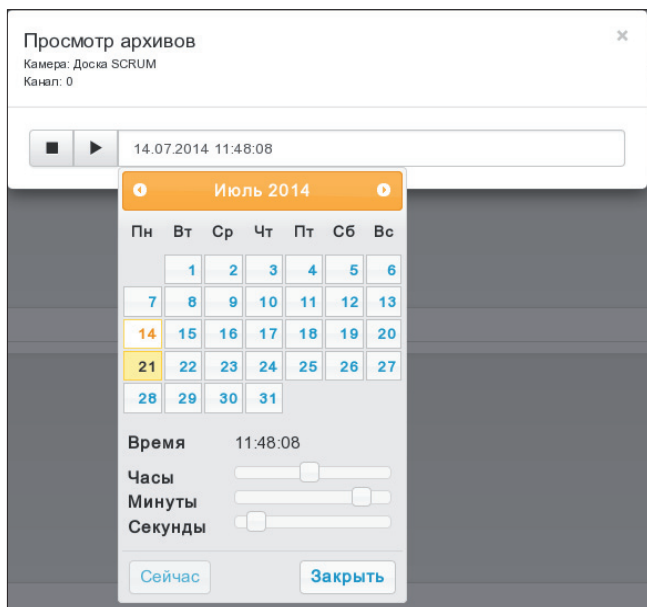 Просмотр архивов
Камера: Доска SCRUM
Канал: 0
14.07.2014 11:48:08
Июль 2014
Пн Вт Ср Чт Пт Сб Вс
1 2 3 4 5 6
7 8 9 10 11 12 13
14 15 16 17 18 19 20
21 22 23 24 25 26 27
28 29 30 31
Время 11:48:08
Часы
Минуты
Секунды
Сейчас Закрыть